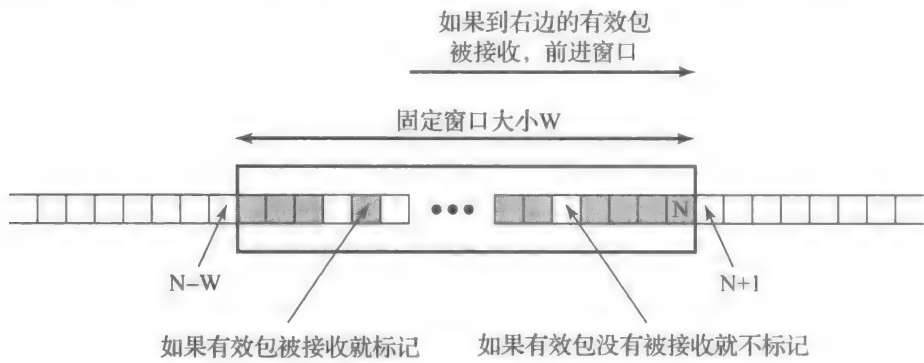 如果到右边的有效包
被接收，前进窗口
固定窗口大小W
N
N−W
N+1
如果有效包被接收就标记
如果有效包没有被接收就不标记